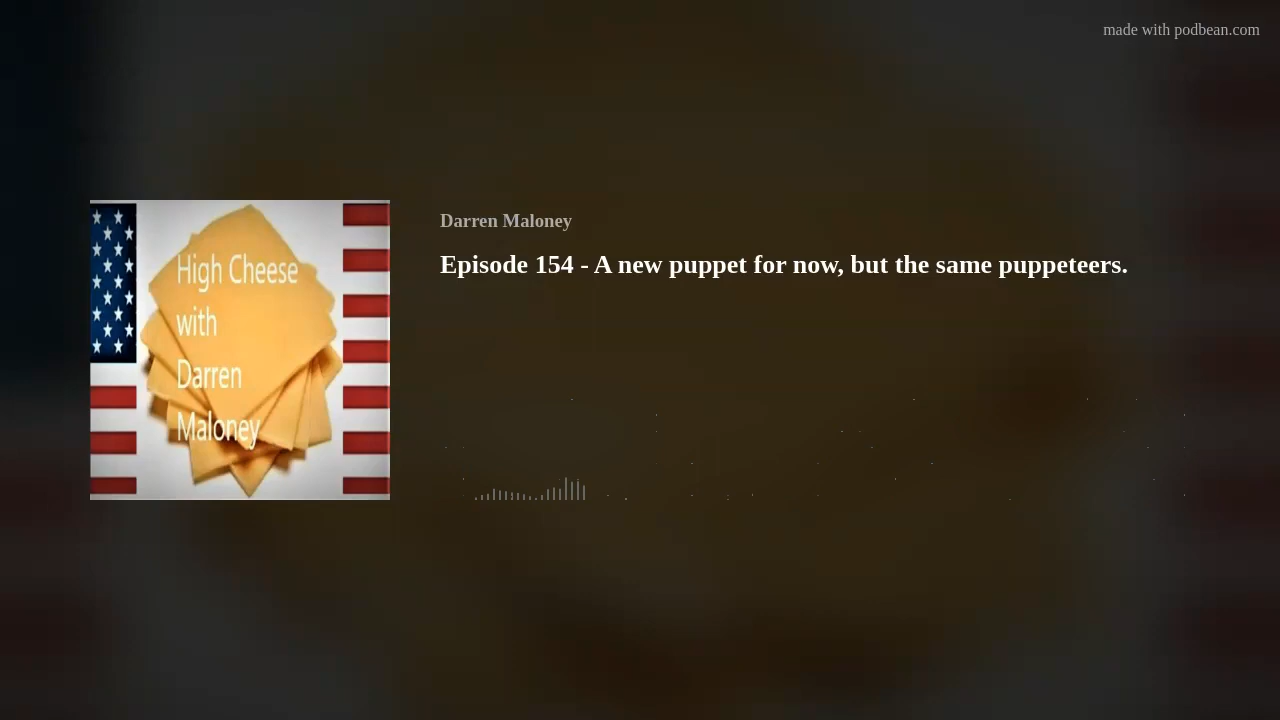 made with podbean.com
High Cheese
with
Darren
Maloney
Darren Maloney
Episode 154 - A new puppet for now, but the same puppeteers.